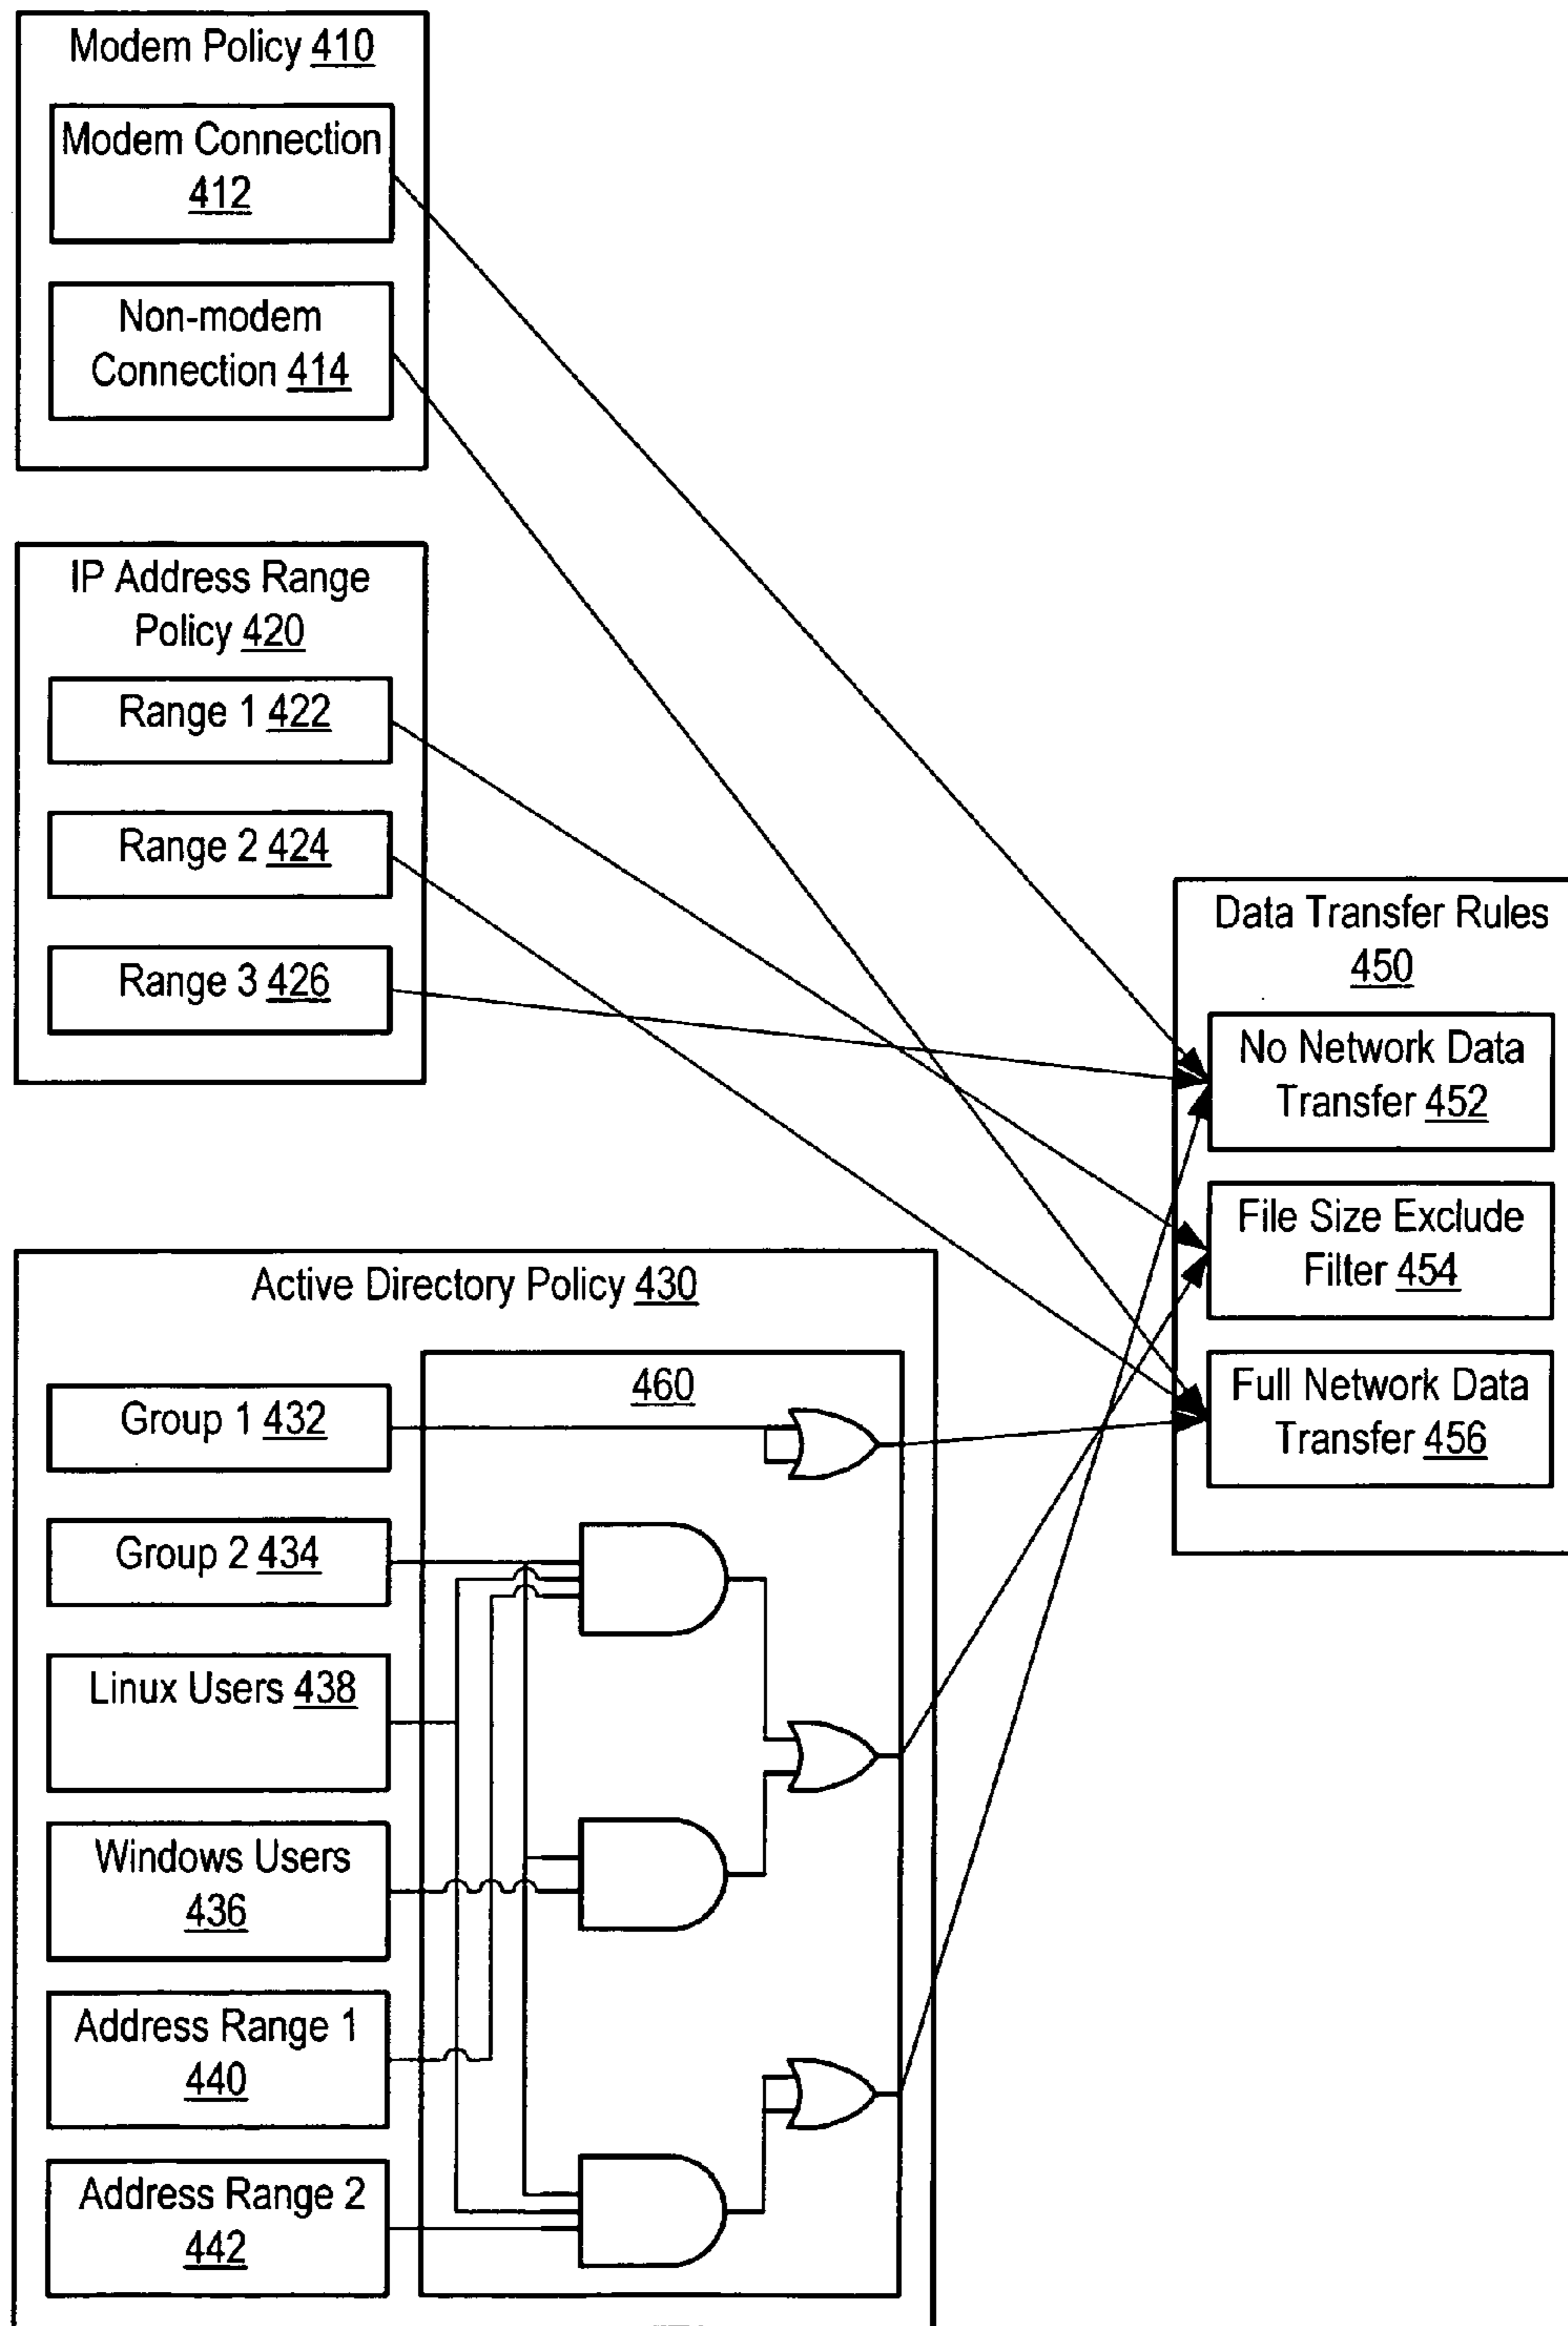 Modem Policy 410
Modem Connection
412
Non-modem
Connection 414
IP Address Range
Policy 420
Range 1 422
Range 2 424
Range 3 426
Data Transfer Rules
450
No Network Data
Transfer 452
File Size Exclude
Filter 454
Full Network Data
Transfer 456
Active Directory Policy 430
460
Group 1 432
Group 2 434
Linux Users 438
Windows Users
436
Address Range 1
440
Address Range 2
442